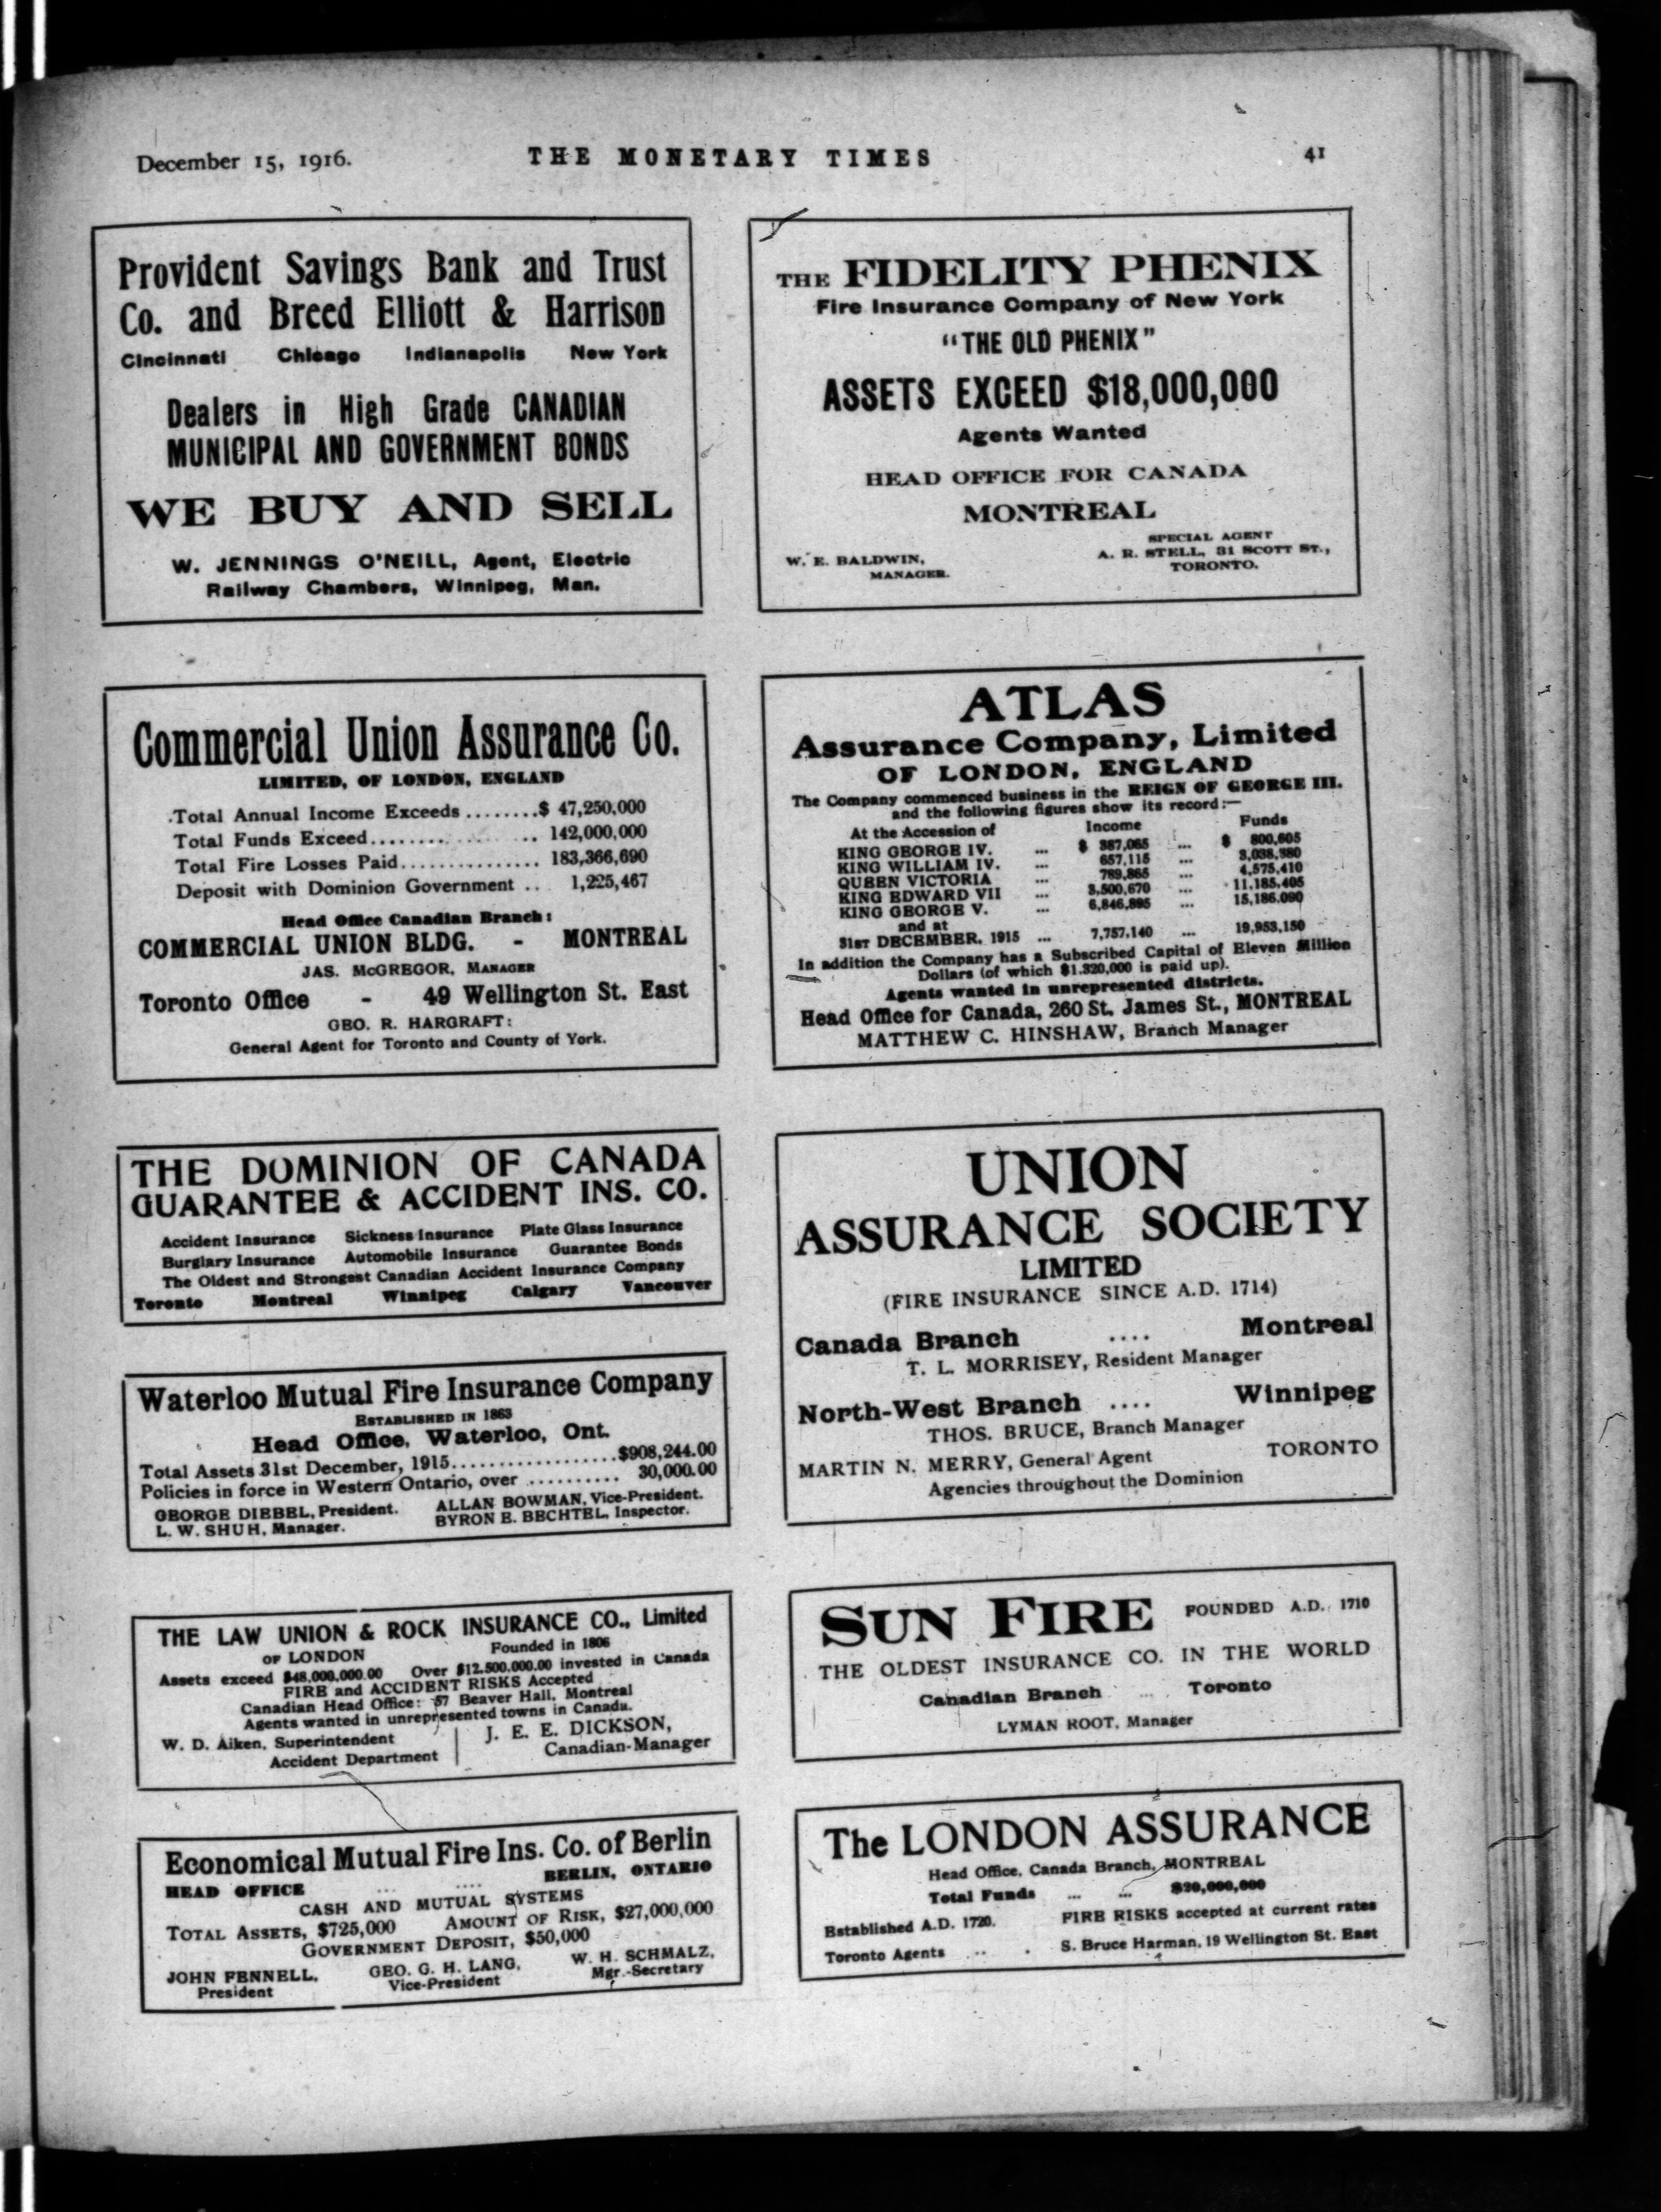 December 15, 1916.
THE MONETARY TIMES
41
Provident Savings Bank and Trust
Co. and Breed Elliott & Harrison
Cincinnati Chicago Indianapolis New York
Dealers in High Grade CANADIAN
MUNICIPAL AND GOVERNMENT BONDS
WE BUY AND SELL
W. JENNINGS O'NEILL, Agent, Electric
Railway Chambers, Winnipeg, Man.
Commercial Union Assurance Co.
LIMITED, OF LONDON, ENGLAND
Total Annual Income Exceeds ........$ 47,250,000
Total Funds Exceed.................. 142,000,000
Total Fire Losses Paid............... 183,366,690
Deposit with Dominion Government .. 1,225,467
Head Office Canadian Branch:
COMMERCIAL UNION BLDG. - MONTREAL
JAS. McGREGOR, MANAGER
Toronto Office - 49 Wellington St. East
GEO. R. HARGRAFT:
General Agent for Toronto and County of York.
THE DOMINION OF CANADA
GUARANTEE & ACCIDENT INS. CO.
Accident Insurance Sickness Insurance Plate Glass Insurance
Burglary Insurance Automobile Insurance Guarantee Bonds
The Oldest and Strongest Canadian Accident Insurance Company
Toronto Montreal Winnipeg Calgary Vancouver
Waterloo Mutual Fire Insurance Company
ESTABLISHED IN 1863
Head Office, Waterloo, Ont.
Total Assets 31st December, 1915..................$908,244.00
Policies in force in Western Ontario, over .......... 30,000.00
GEORGE DIEBEL, President. ALLAN BOWMAN, Vice-President.
L. W. SHUH, Manager. BYRON E. BECHTEL, Inspector.
THE LAW UNION & ROCK INSURANCE CO., Limited
OF LONDON Founded in 1806
Assets exceed $48,000,000.00 Over $12,500,000.00 invested in Canada
FIRE and ACCIDENT RISKS Accepted
Canadian Head Office: 57 Beaver Hall, Montreal
Agents wanted in unrepresented towns in Canada.
W. D. Aiken, Superintendent
Accident Department
J. E. E. DICKSON,
Canadian-Manager
Economical Mutual Fire Ins. Co. of Berlin
HEAD OFFICE ... .... BERLIN, ONTARIO
CASH AND MUTUAL SYSTEMS
TOTAL ASSETS, $725,000 AMOUNT OF RISK, $27,000,000
GOVERNMENT DEPOSIT, $50,000
JOHN FENNELL, GEO. G. H. LANG, W. H. SCHMALZ,
President Vice-President Mgr.-Secretary
THE FIDELITY PHENIX
Fire Insurance Company of New York
"THE OLD PHENIX"
ASSETS EXCEED $18,000,000
Agents Wanted
HEAD OFFICE FOR CANADA
MONTREAL
W. E. BALDWIN,
MANAGER.
SPECIAL AGENT
A. R. STELL, 31 SCOTT ST.,
TORONTO.
ATLAS
Assurance Company, Limited
OF LONDON, ENGLAND
The Company commenced business in the REIGN OF GEORGE III.
and the following figures show its record:—
At the Accession of Income Funds
KING GEORGE IV. ... $ 387,065 ... $ 800,605
KING WILLIAM IV. ... 657,115 ... 3,038,380
QUEEN VICTORIA ... 789,865 ... 4,575,410
KING EDWARD VII ... 3,500,670 ... 11,185,405
KING GEORGE V. ... 6,846,895 ... 15,186,090
and at
31ST DECEMBER, 1915 ... 7,757,140 ... 19,953,150
In addition the Company has a Subscribed Capital of Eleven Million
Dollars (of which $1,320,000 is paid up).
Agents wanted in unrepresented districts.
Head Office for Canada, 260 St. James St., MONTREAL
MATTHEW C. HINSHAW, Branch Manager
UNION
ASSURANCE SOCIETY
LIMITED
(FIRE INSURANCE SINCE A.D. 1714)
Canada Branch .... Montreal
T. L. MORRISEY, Resident Manager
North-West Branch .... Winnipeg
THOS. BRUCE, Branch Manager
MARTIN N. MERRY, General Agent TORONTO
Agencies throughout the Dominion
SUN FIRE FOUNDED A.D. 1710
THE OLDEST INSURANCE CO. IN THE WORLD
Canadian Branch ... Toronto
LYMAN ROOT, Manager
The LONDON ASSURANCE
Head Office, Canada Branch, MONTREAL
Total Funds ... ... $20,000,000
Established A.D. 1720. FIRE RISKS accepted at current rates
Toronto Agents .. . S. Bruce Harman, 19 Wellington St. East